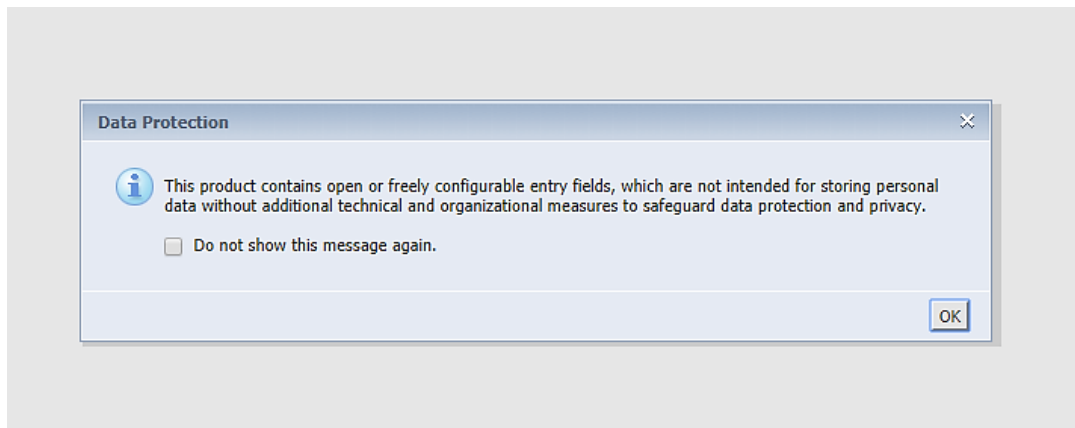 Data Protection
This product contains open or freely configurable entry fields, which are not intended for storing personal
data without additional technical and organizational measures to safeguard data protection and privacy.
Do not show this message again.
OK